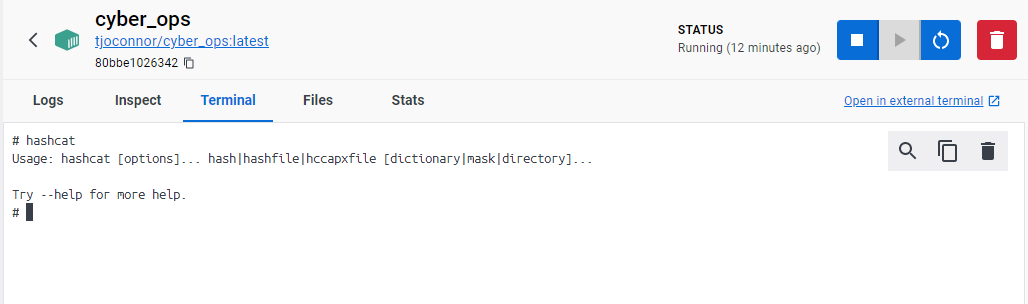 cyber_ops
tjoconnor/cyber_ops:latest
80bbe1026342
STATUS
Running (12 minutes ago)
Logs
Inspect
Terminal
Files
Stats
Open in external terminal
# hashcat
Usage: hashcat [options]... hash|hashfile|hccapxfile [dictionary|mask|directory]...
Try --help for more help.
#